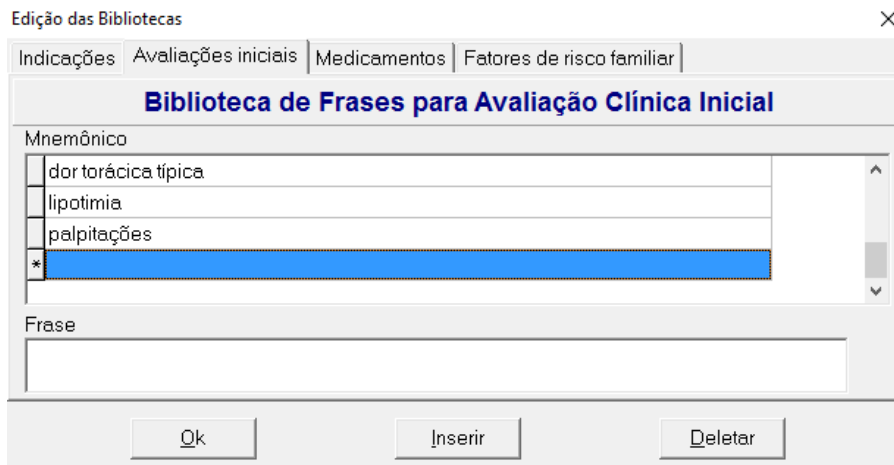 Edição das Bibliotecas
Indicações Avaliações iniciais Medicamentos Fatores de risco familiar
Biblioteca de Frases para Avaliação Clínica Inicial
Mnemônico
dor torácica típica
lipotimia
palpitações
*
Frase
Ok Inserir Deletar